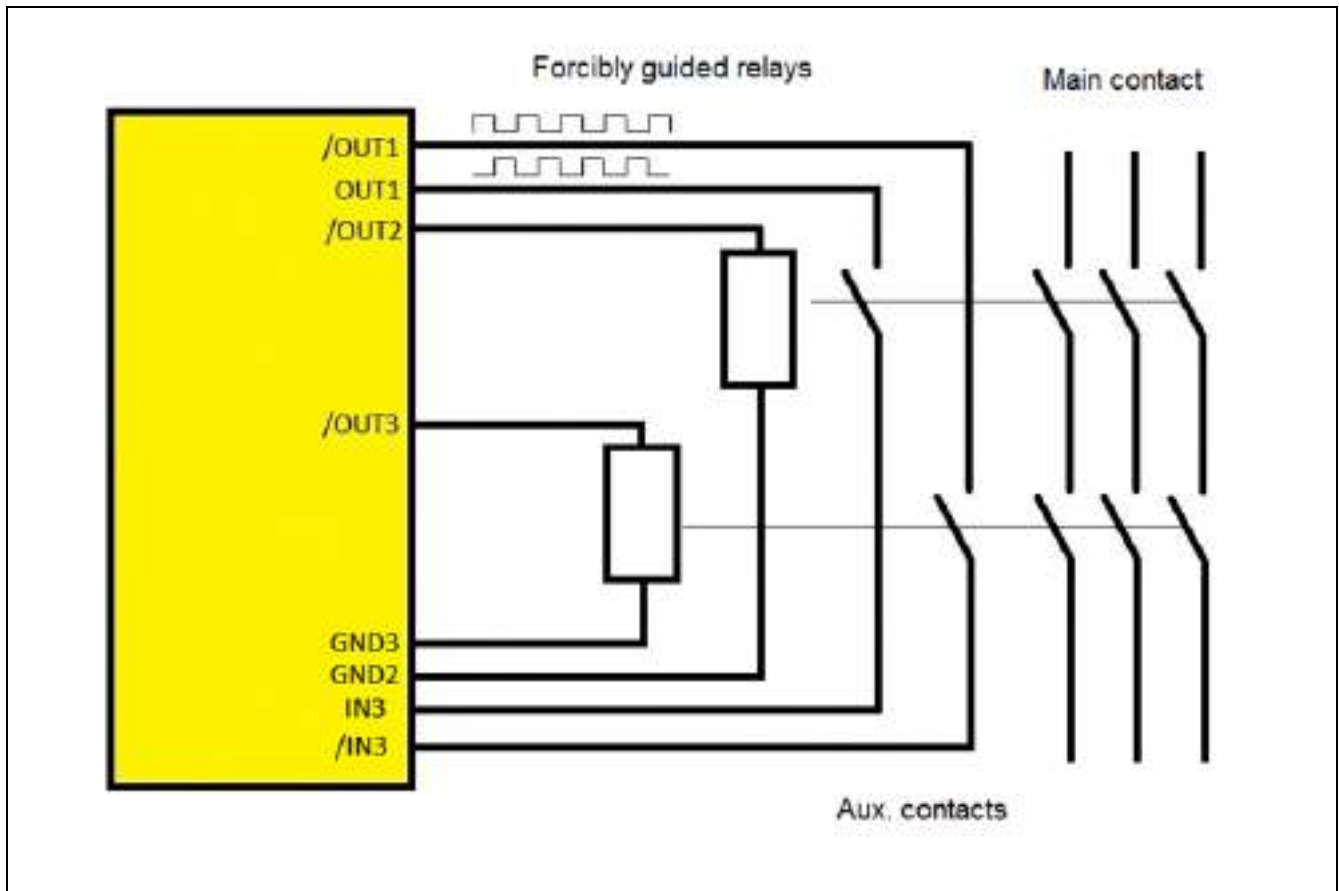 Forcibly guided relays
Main contact
/OUT1
OUT1
/OUT2
/OUT3
GND3
GND2
IN3
/IN3
Aux. contacts